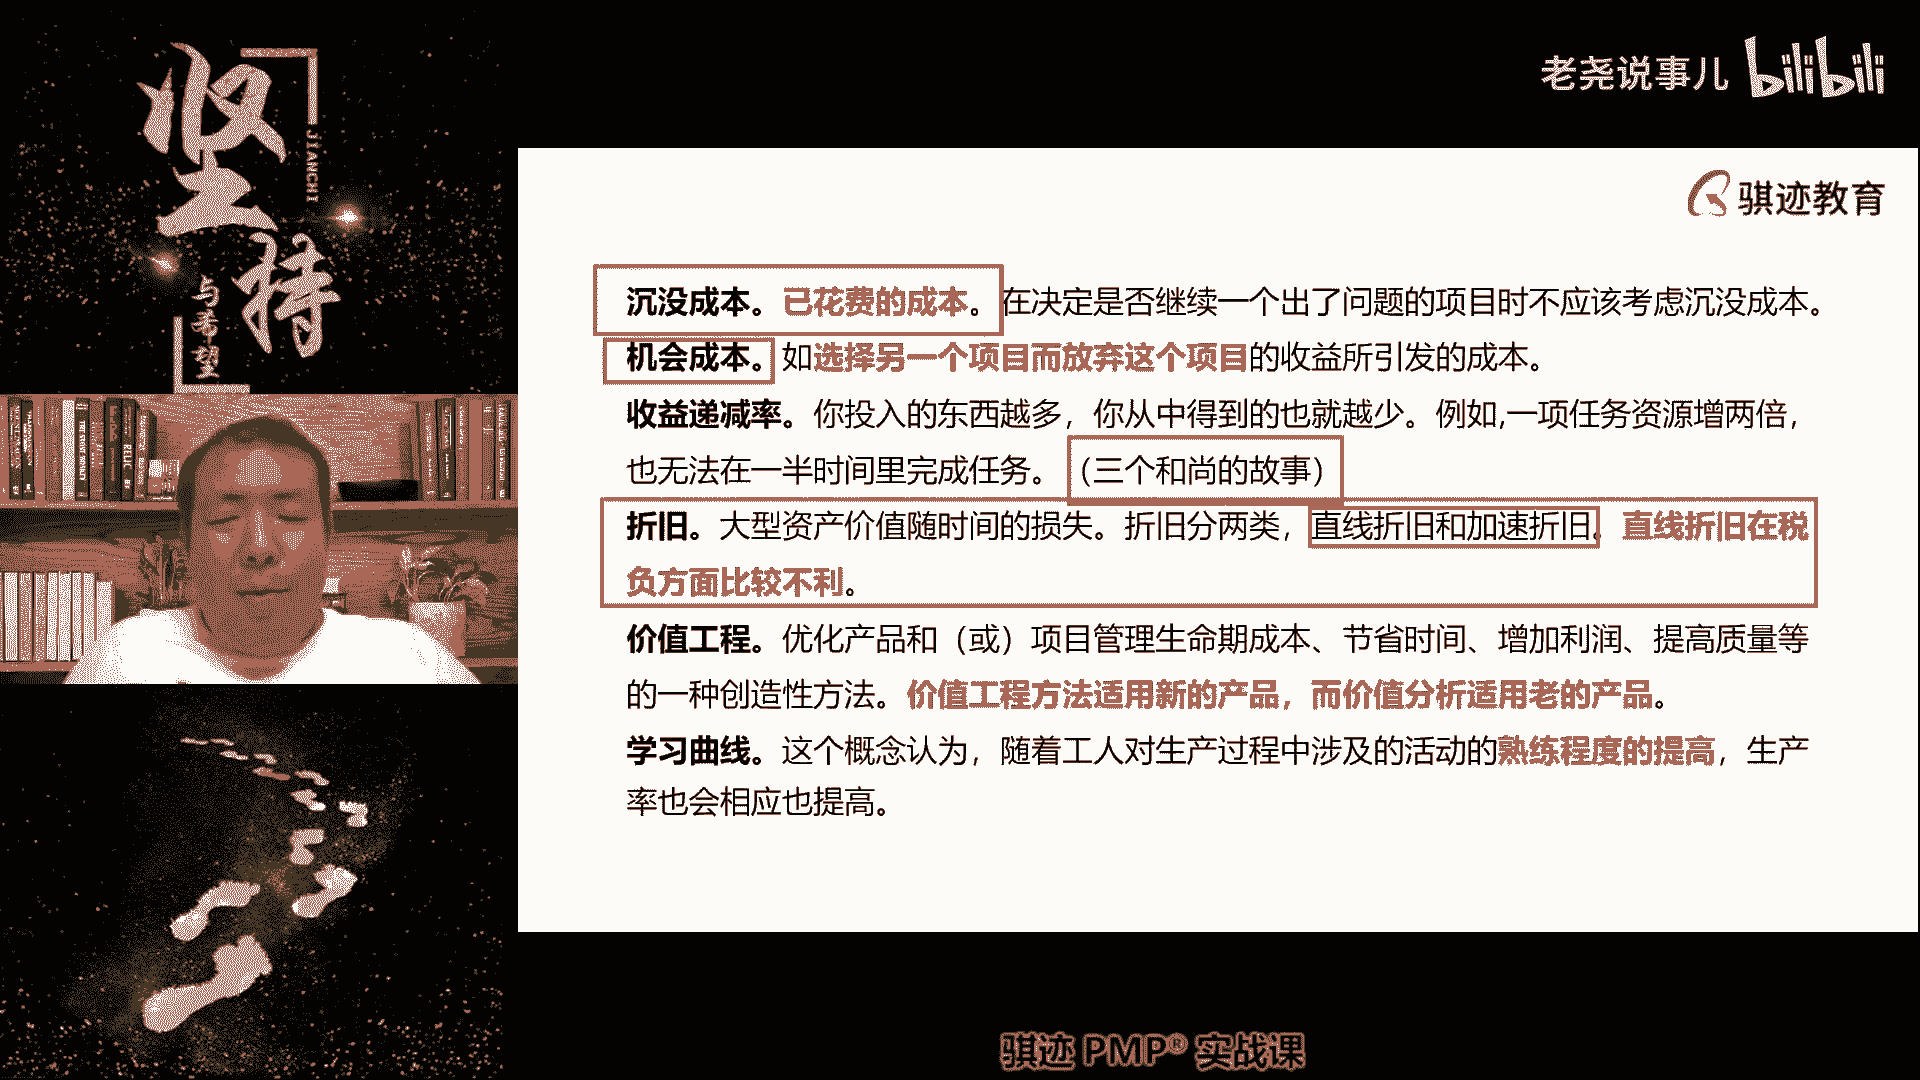 坚持
JIANCHI
与希望
老尧说事儿 bilibili
骐迹教育
沉没成本。已花费的成本。在决定是否继续一个出了问题的项目时不应该考虑沉没成本。
机会成本。如选择另一个项目而放弃这个项目的收益所引发的成本。
收益递减率。你投入的东西越多，你从中得到的也就越少。例如,一项任务资源增两倍，
也无法在一半时间里完成任务。（三个和尚的故事）
折旧。大型资产价值随时间的损失。折旧分两类，直线折旧和加速折旧。直线折旧在税
负方面比较不利。
价值工程。优化产品和（或）项目管理生命期成本、节省时间、增加利润、提高质量等
的一种创造性方法。价值工程方法适用新的产品，而价值分析适用老的产品。
学习曲线。这个概念认为，随着工人对生产过程中涉及的活动的熟练程度的提高，生产
率也会相应也提高。
骐迹 PMP® 实战课